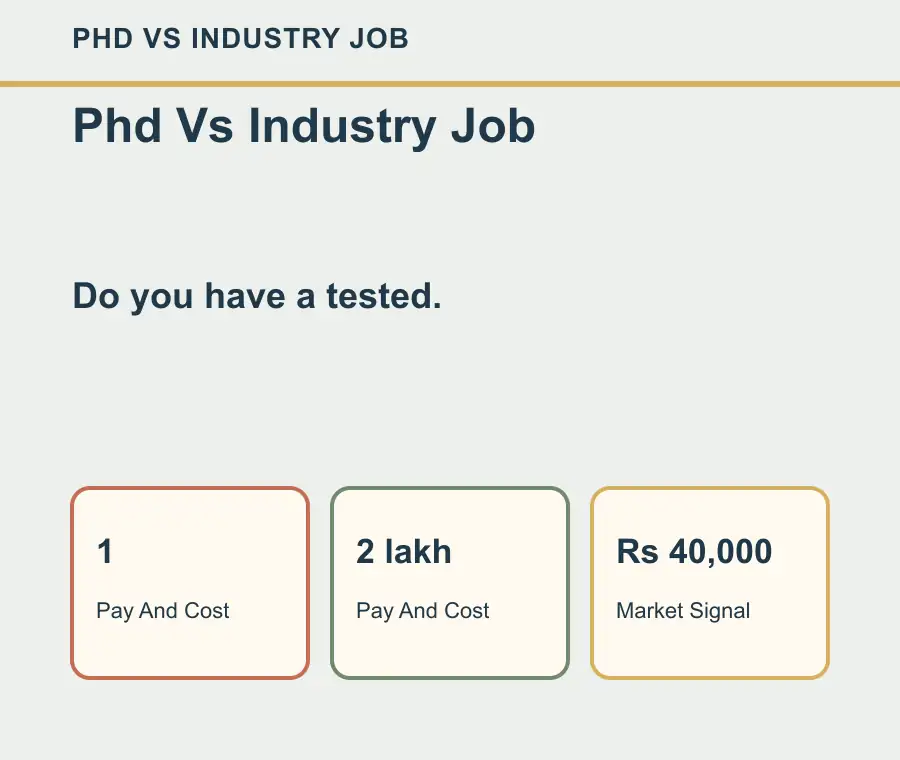 PHD VS INDUSTRY JOB
Phd Vs Industry Job
Do you have a tested.
1
Pay And Cost
2 lakh
Pay And Cost
Rs 40,000
Market Signal